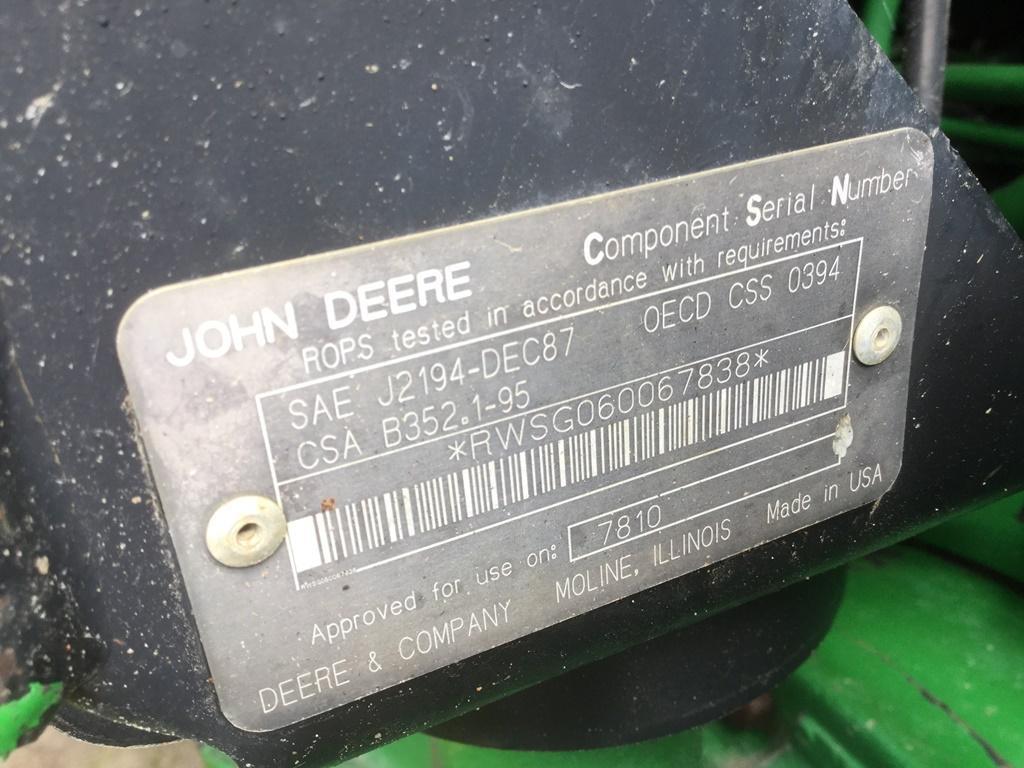 JOHN DEERE Component Serial Number
ROPS tested in accordance with requirements:
SAE J2194-DEC87 OECD CSS 0394
CSA B352.1-95
*RWSG060067838*
Approved for use on: 7810
DEERE & COMPANY MOLINE, ILLINOIS Made in USA